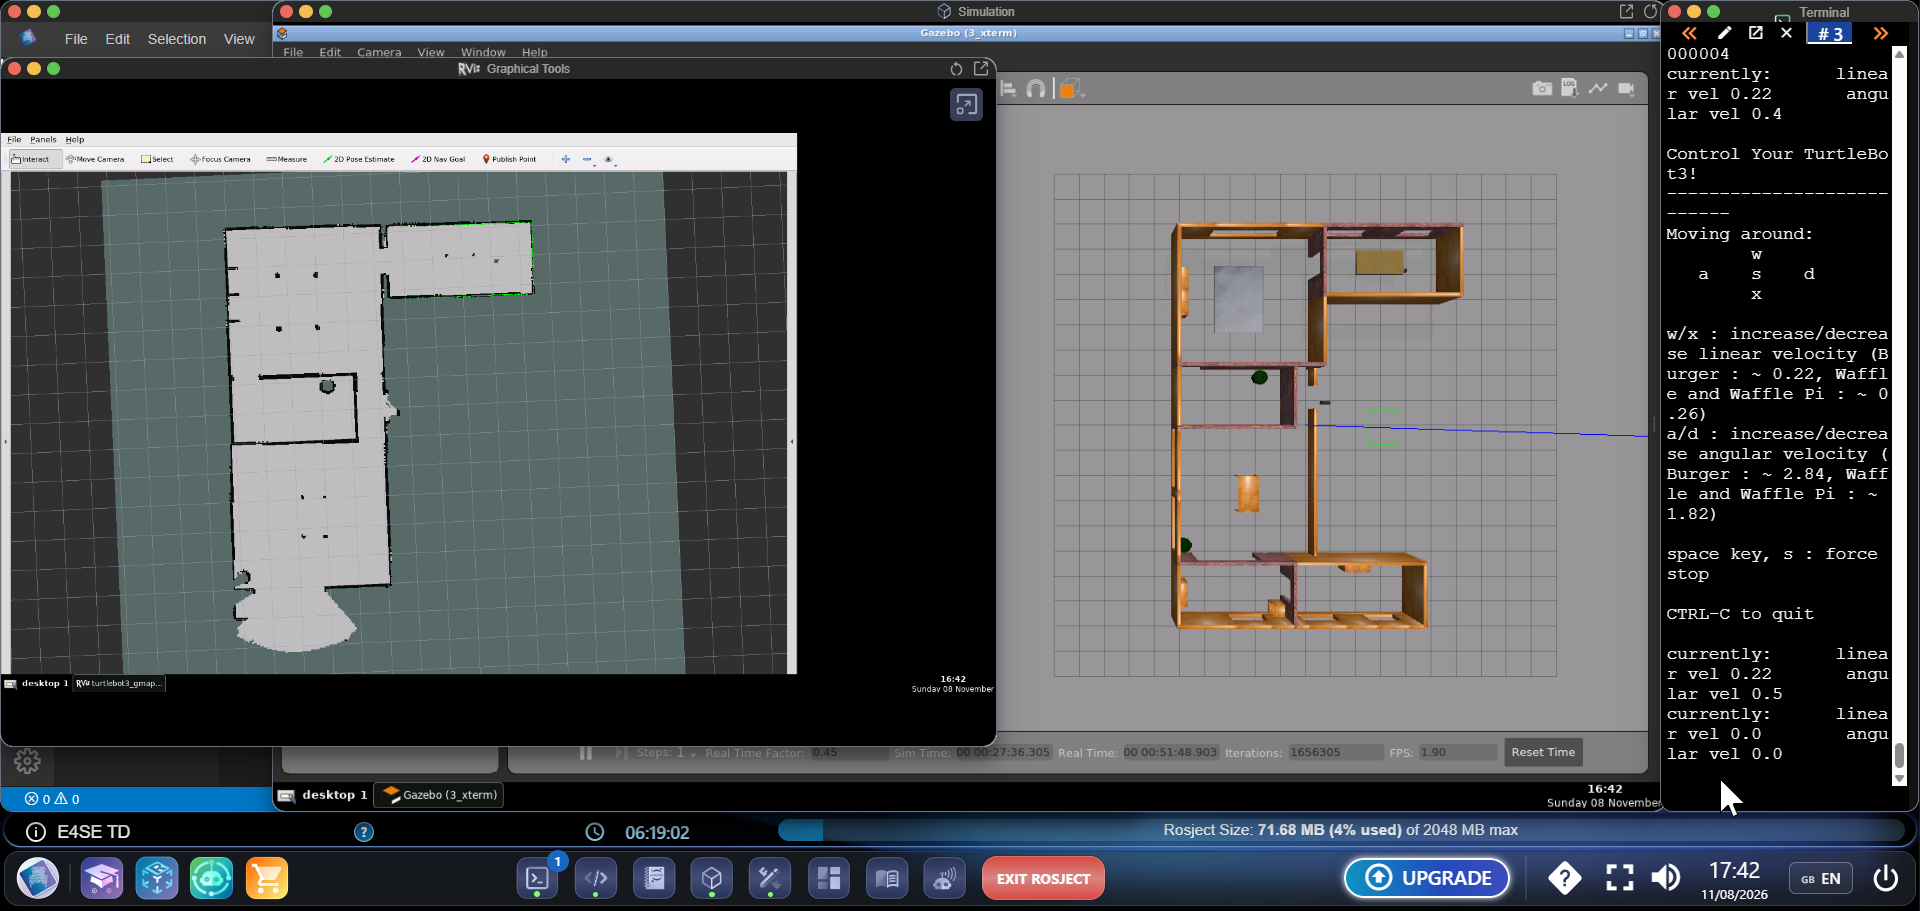 File Edit Selection View
Simulation
Gazebo (3_xterm)
File Edit Camera View Window Help
RViz Graphical Tools
File Panels Help
Interact Move Camera Select Focus Camera Measure 2D Pose Estimate 2D Nav Goal Publish Point
desktop 1 RViz turtlebot3_gmap...
16:42
Sunday 08 November
Steps: 1 Real Time Factor: 0.45 Sim Time: 00 00:27:36.305 Real Time: 00 00:51:48.903 Iterations: 1656305 FPS: 1.90 Reset Time
desktop 1 Gazebo (3_xterm)
16:42
Sunday 08 November
Terminal
# 3
000004
currently: linea
r vel 0.22 angu
lar vel 0.4
Control Your TurtleBo
t3!
---------------------
------
Moving around:
w
a s d
x
w/x : increase/decrea
se linear velocity (B
urger : ~ 0.22, Waffl
e and Waffle Pi : ~ 0
.26)
a/d : increase/decrea
se angular velocity (
Burger : ~ 2.84, Waff
le and Waffle Pi : ~
1.82)
space key, s : force
stop
CTRL-C to quit
currently: linea
r vel 0.22 angu
lar vel 0.5
currently: linea
r vel 0.0 angu
lar vel 0.0
0 0
E4SE TD ? 06:19:02 Rosject Size: 71.68 MB (4% used) of 2048 MB max
1
EXIT ROSJECT
UPGRADE
?
17:42
11/08/2026
GB EN
LOG